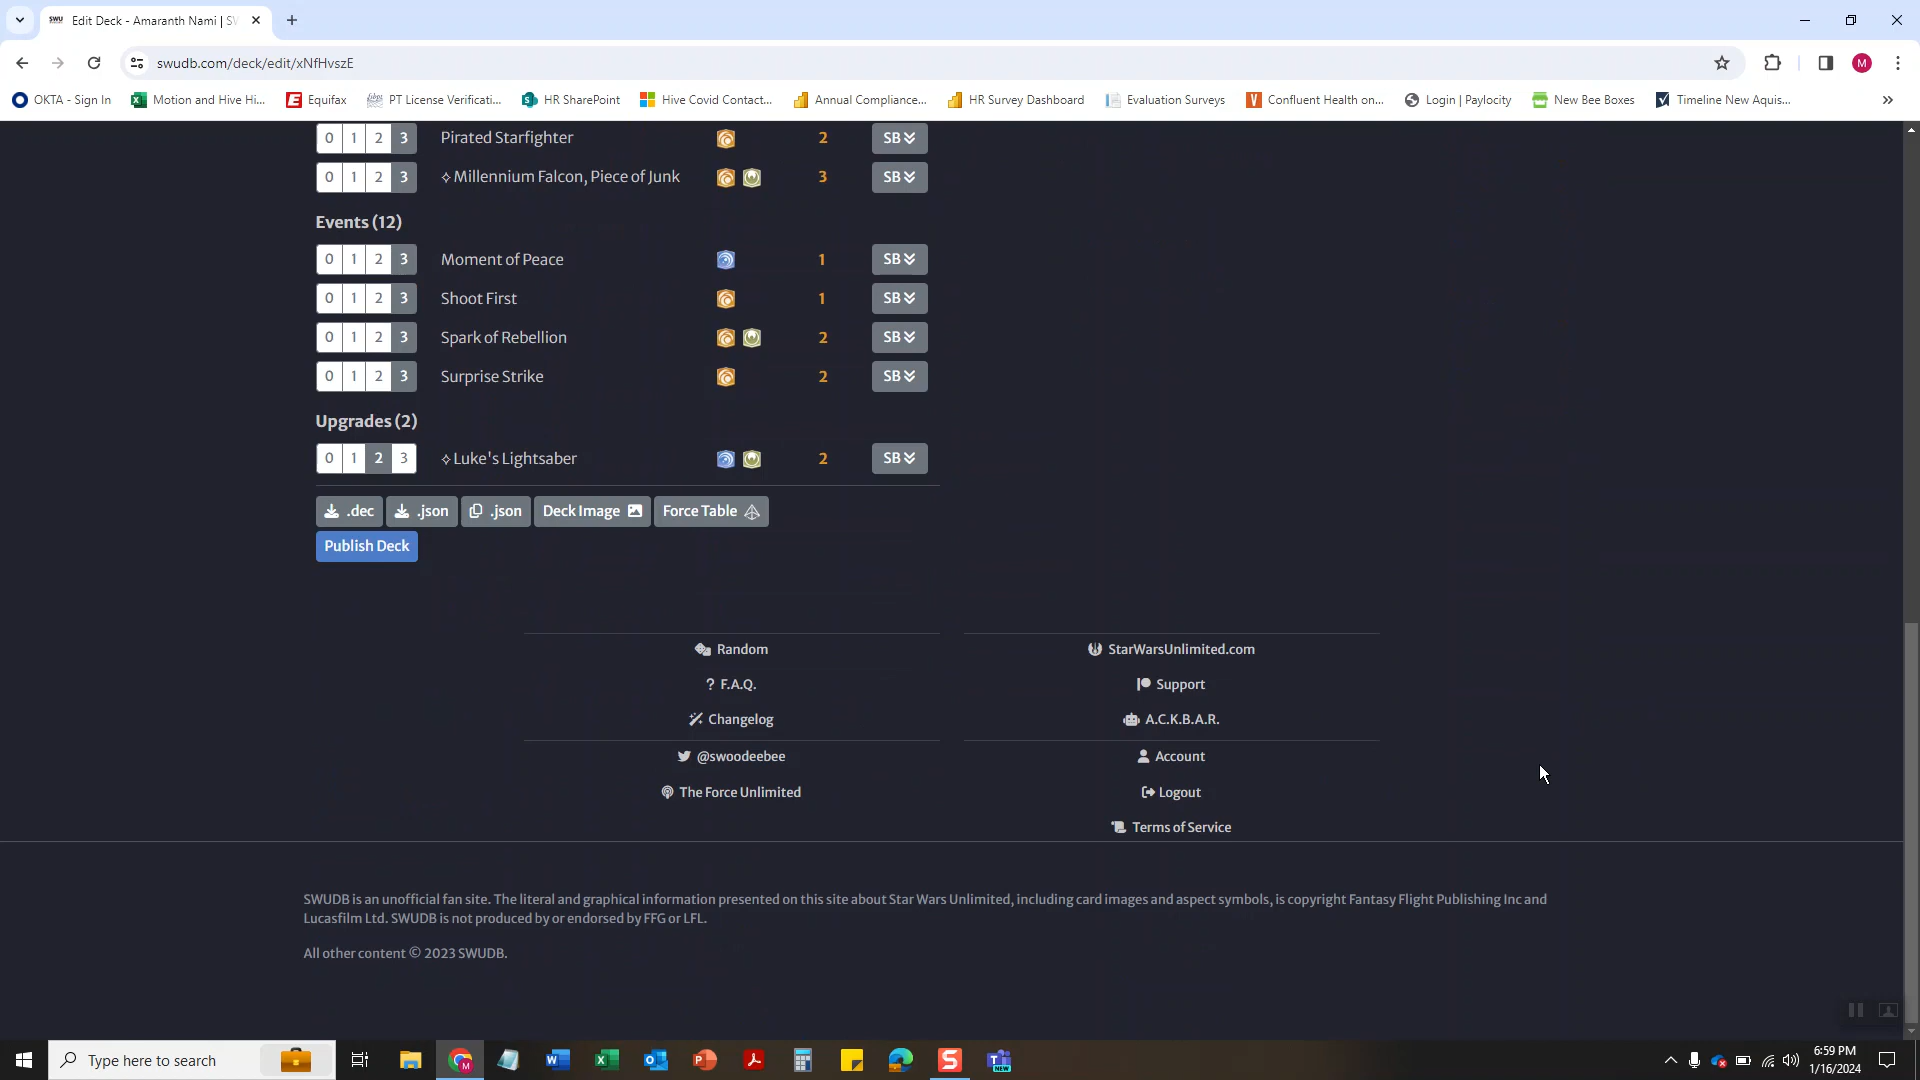 Edit Deck - Amaranth Nami | SV
swudb.com/deck/edit/xNfHvszE
M
OKTA - Sign In
Motion and Hive Hi...
Equifax
PT License Verificati...
HR SharePoint
Hive Covid Contact...
Annual Compliance...
HR Survey Dashboard
Evaluation Surveys
Confluent Health on...
Login | Paylocity
New Bee Boxes
Timeline New Aquis...
0 1 2 3 Pirated Starfighter 2 SB
0 1 2 3 Millennium Falcon, Piece of Junk 3 SB
Events (12)
0 1 2 3 Moment of Peace 1 SB
0 1 2 3 Shoot First 1 SB
0 1 2 3 Spark of Rebellion 2 SB
0 1 2 3 Surprise Strike 2 SB
Upgrades (2)
0 1 2 3 Luke's Lightsaber 2 SB
.dec .json .json Deck Image Force Table
Publish Deck
Random
F.A.Q.
Changelog
@swoodeebee
The Force Unlimited
StarWarsUnlimited.com
Support
A.C.K.B.A.R.
Account
Logout
Terms of Service
SWUDB is an unofficial fan site. The literal and graphical information presented on this site about Star Wars Unlimited, including card images and aspect symbols, is copyright Fantasy Flight Publishing Inc and
Lucasfilm Ltd. SWUDB is not produced by or endorsed by FFG or LFL.
All other content © 2023 SWUDB.
Type here to search
6:59 PM
1/16/2024